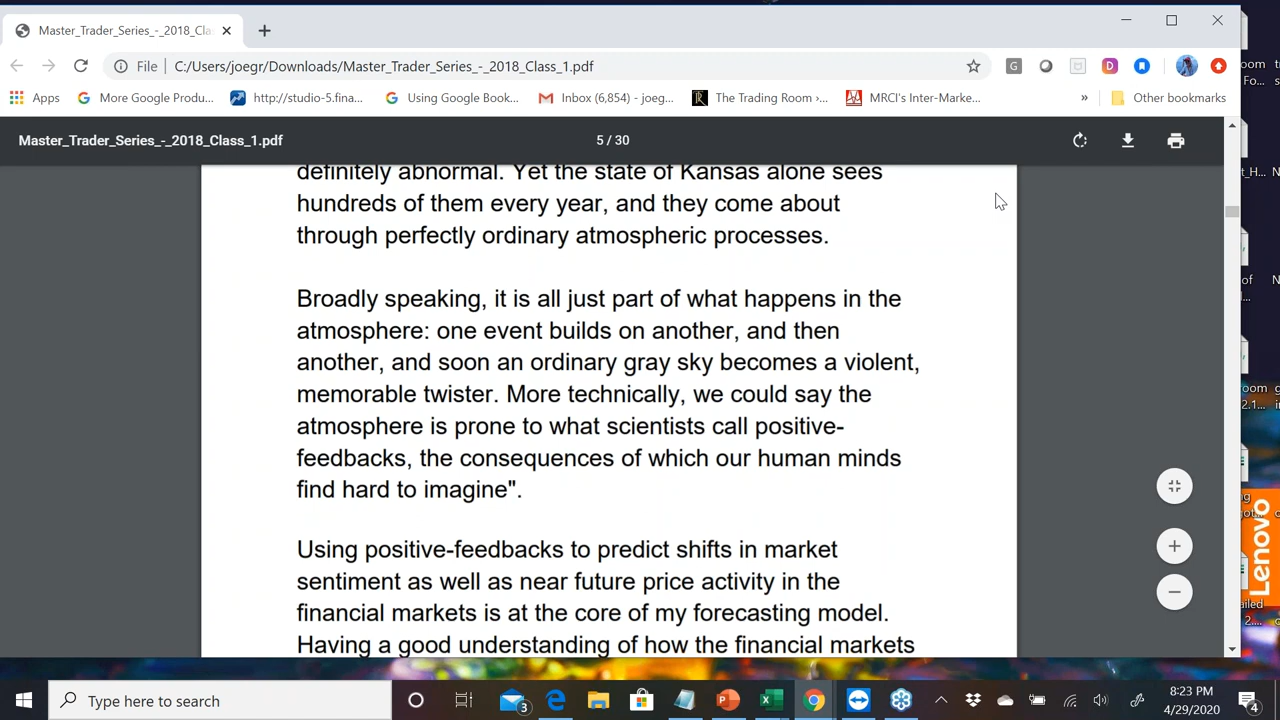 Master_Trader_Series_-_2018_Cla
File C:/Users/joegr/Downloads/Master_Trader_Series_-_2018_Class_1.pdf
Apps More Google Produ... http://studio-5.fina... Using Google Book... Inbox (6,854) - joeg... The Trading Room >... MRCI's Inter-Marke... » Other bookmarks
Master_Trader_Series_-_2018_Class_1.pdf 5 / 30
definitely abnormal. Yet the state of Kansas alone sees
hundreds of them every year, and they come about
through perfectly ordinary atmospheric processes.
Broadly speaking, it is all just part of what happens in the
atmosphere: one event builds on another, and then
another, and soon an ordinary gray sky becomes a violent,
memorable twister. More technically, we could say the
atmosphere is prone to what scientists call positive-
feedbacks, the consequences of which our human minds
find hard to imagine".
Using positive-feedbacks to predict shifts in market
sentiment as well as near future price activity in the
financial markets is at the core of my forecasting model.
Having a good understanding of how the financial markets
Lenovo
Type here to search
3
8:23 PM
4/29/2020
4